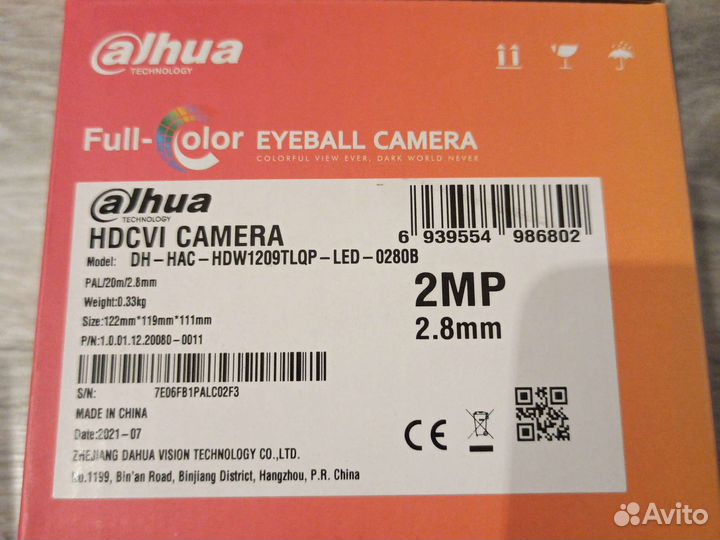 alhua
TECHNOLOGY
Full-Color EYEBALL CAMERA
COLORFUL VIEW EVER, DARK WORLD NEVER
alhua
TECHNOLOGY
HDCVI CAMERA
6 939554 986802
Model: DH-HAC-HDW1209TLQP-LED-0280B
PAL/20m/2.8mm
Weight:0.33kg
Size:122mm*119mm*111mm
P/N:1.0.01.12.20080-0011
2MP
2.8mm
S/N: 7E06FB1PALC02F3
MADE IN CHINA
Date:2021-07
CE
ZHEJIANG DAHUA VISION TECHNOLOGY CO.,LTD.
No.1199, Bin'an Road, Binjiang District, Hangzhou, P.R. China
Avito